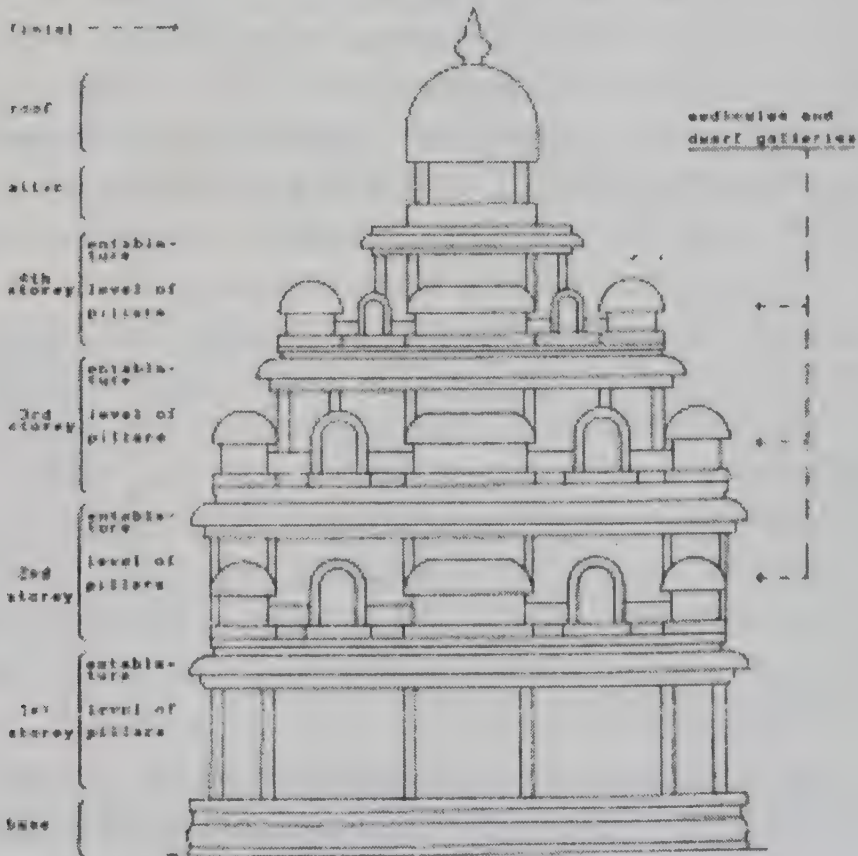 finial
roof
aedicules and
dwarf galleries
altar
entabla-
ture
4th
storey
level of
pillars
entabla-
ture
3rd
storey
level of
pillars
entabla-
ture
2nd
storey
level of
pillars
entabla-
ture
1st
storey
level of
pillars
base